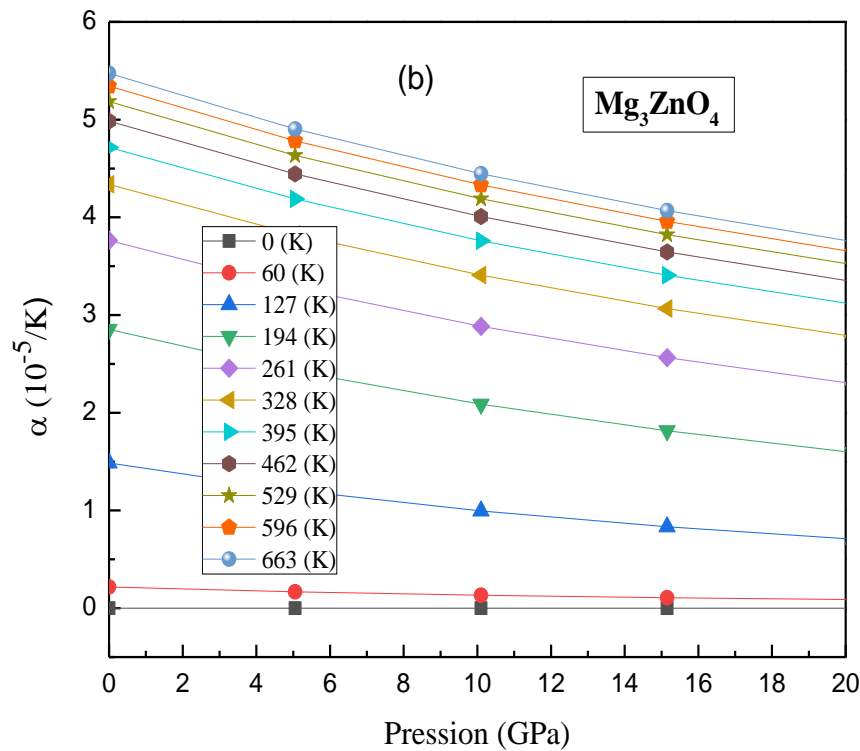 6
5
4
3
2
1
0
α (10⁻⁵/K)
(b)
Mg₃ZnO₄
0 (K)
60 (K)
127 (K)
194 (K)
261 (K)
328 (K)
395 (K)
462 (K)
529 (K)
596 (K)
663 (K)
0 2 4 6 8 10 12 14 16 18 20
Pression (GPa)